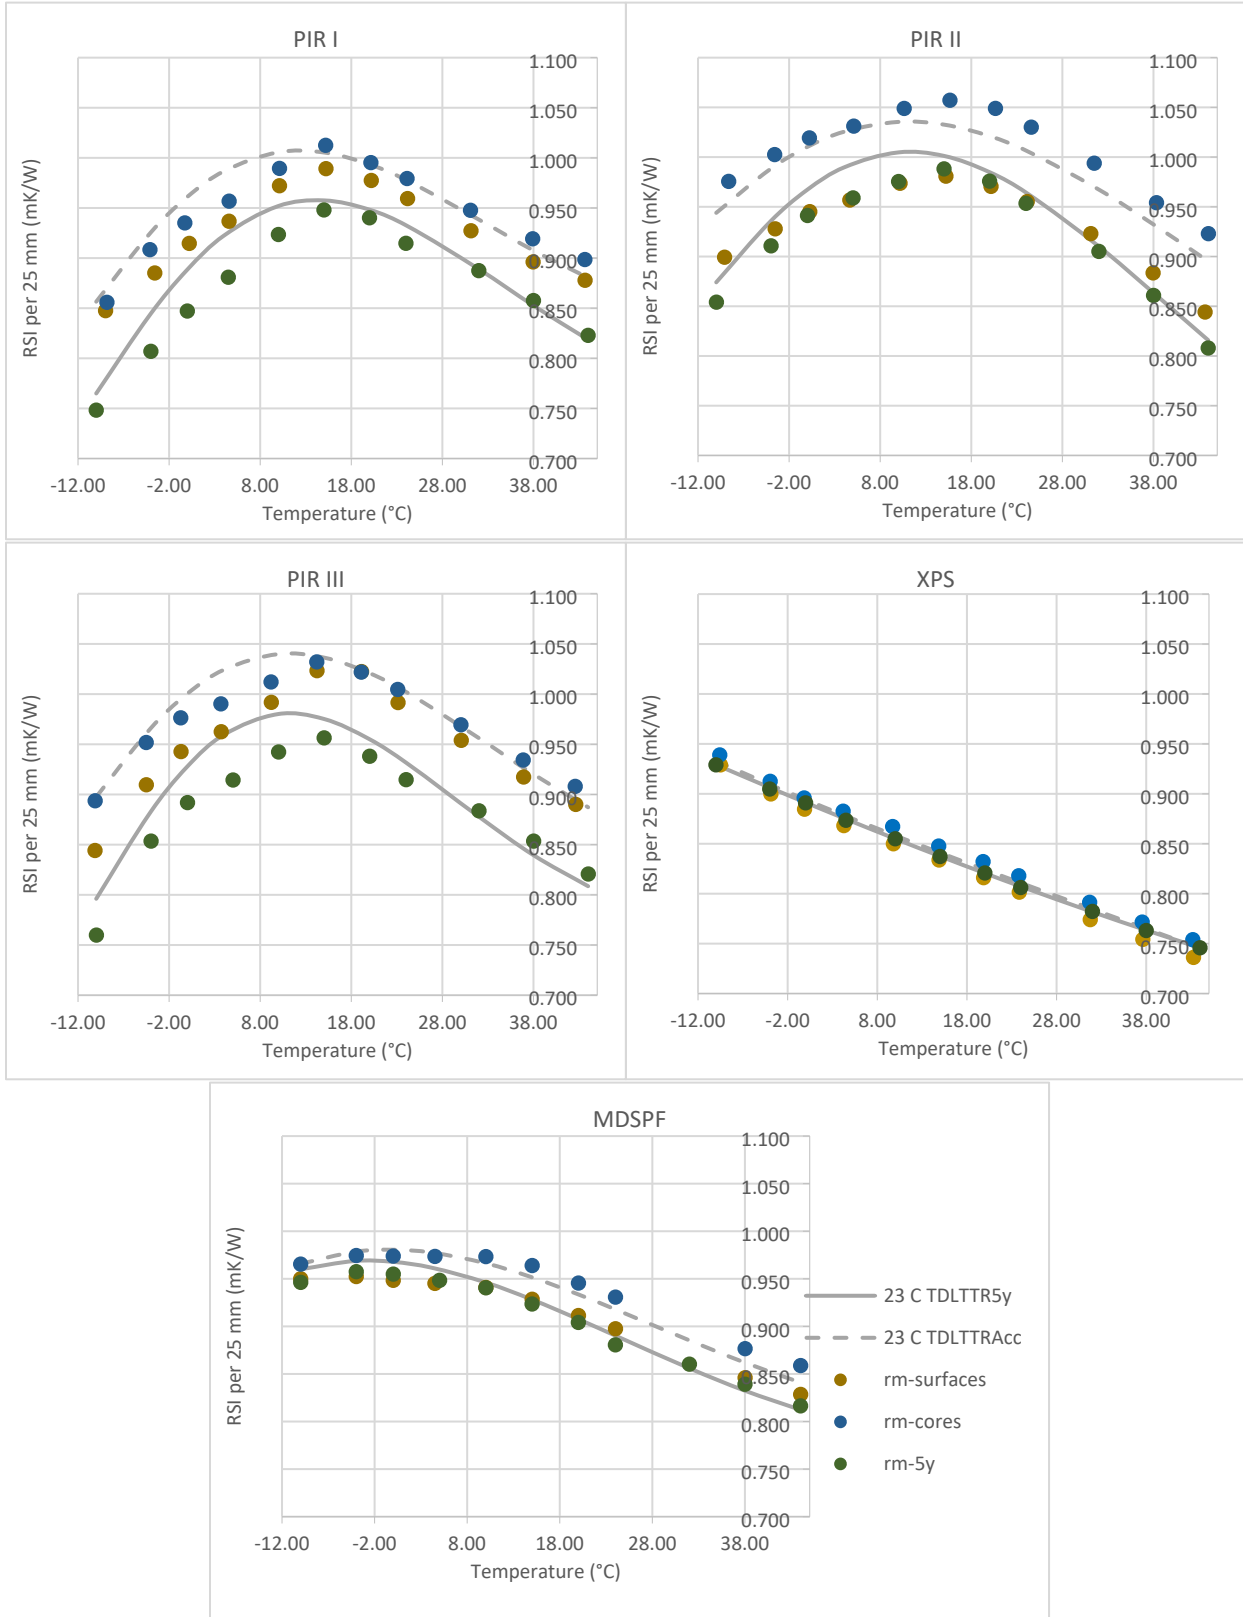 PIR I
1.100
1.050
1.000
0.950
0.900
0.850
0.800
0.750
0.700
RSI per 25 mm (mK/W)
-12.00 -2.00 8.00 18.00 28.00 38.00
Temperature (°C)
PIR II
1.100
1.050
1.000
0.950
0.900
0.850
0.800
0.750
0.700
RSI per 25 mm (mK/W)
-12.00 -2.00 8.00 18.00 28.00 38.00
Temperature (°C)
PIR III
1.100
1.050
1.000
0.950
0.900
0.850
0.800
0.750
0.700
RSI per 25 mm (mK/W)
-12.00 -2.00 8.00 18.00 28.00 38.00
Temperature (°C)
XPS
1.100
1.050
1.000
0.950
0.900
0.850
0.800
0.750
0.700
RSI per 25 mm (mK/W)
-12.00 -2.00 8.00 18.00 28.00 38.00
Temperature (°C)
MDSPF
1.100
1.050
1.000
0.950
0.900
0.850
0.800
0.750
0.700
RSI per 25 mm (mK/W)
-12.00 -2.00 8.00 18.00 28.00 38.00
Temperature (°C)
23 C TDLTTR5y
23 C TDLTTRAcc
rm-surfaces
rm-cores
rm-5y